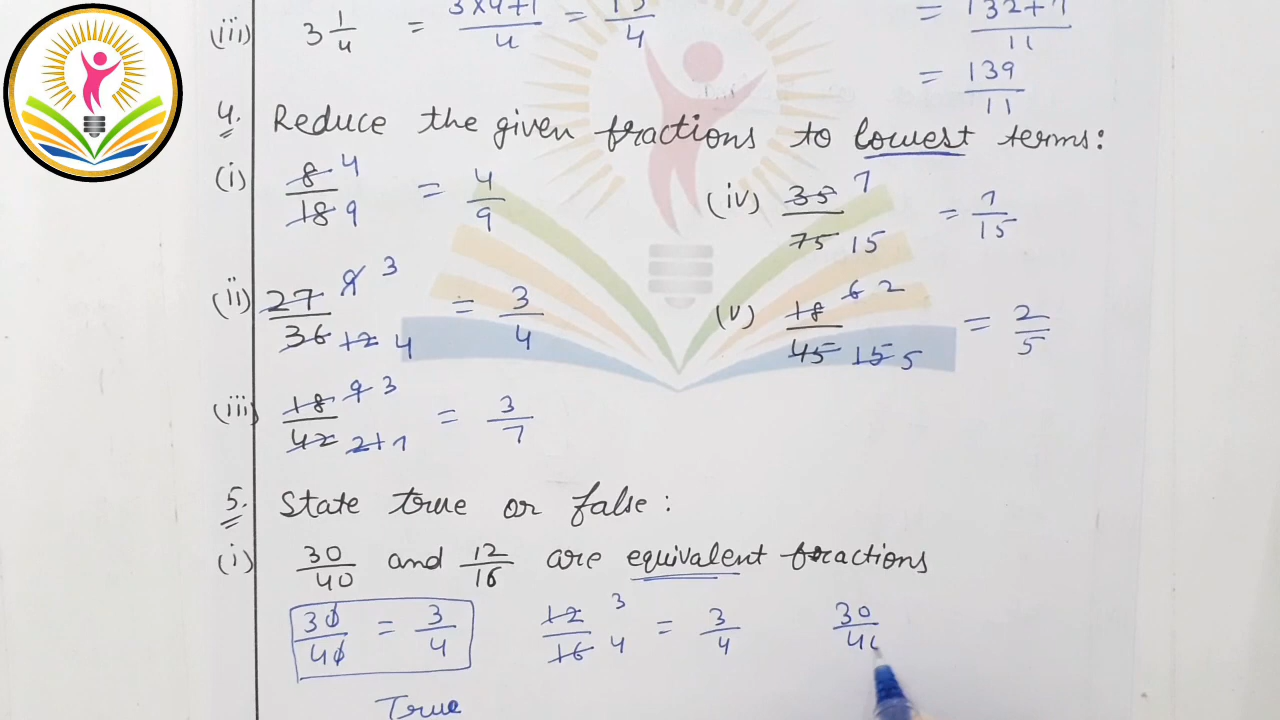 (iii) 3 1/4 = 3×4+1/4 = 13/4
= 132+7/11
= 139/11
4. Reduce the given fractions to lowest terms:
(i) 8/18 4/9 = 4/9
(ii) 27/36 9/12 3/4 = 3/4
(iii) 18/42 9/21 3/7 = 3/7
(iv) 35/75 7/15 = 7/15
(v) 18/45 6/15 2/5 = 2/5
5. State true or false:
(i) 30/40 and 12/16 are equivalent fractions
30/40 = 3/4 12/16 3/4 = 3/4 30/40
True